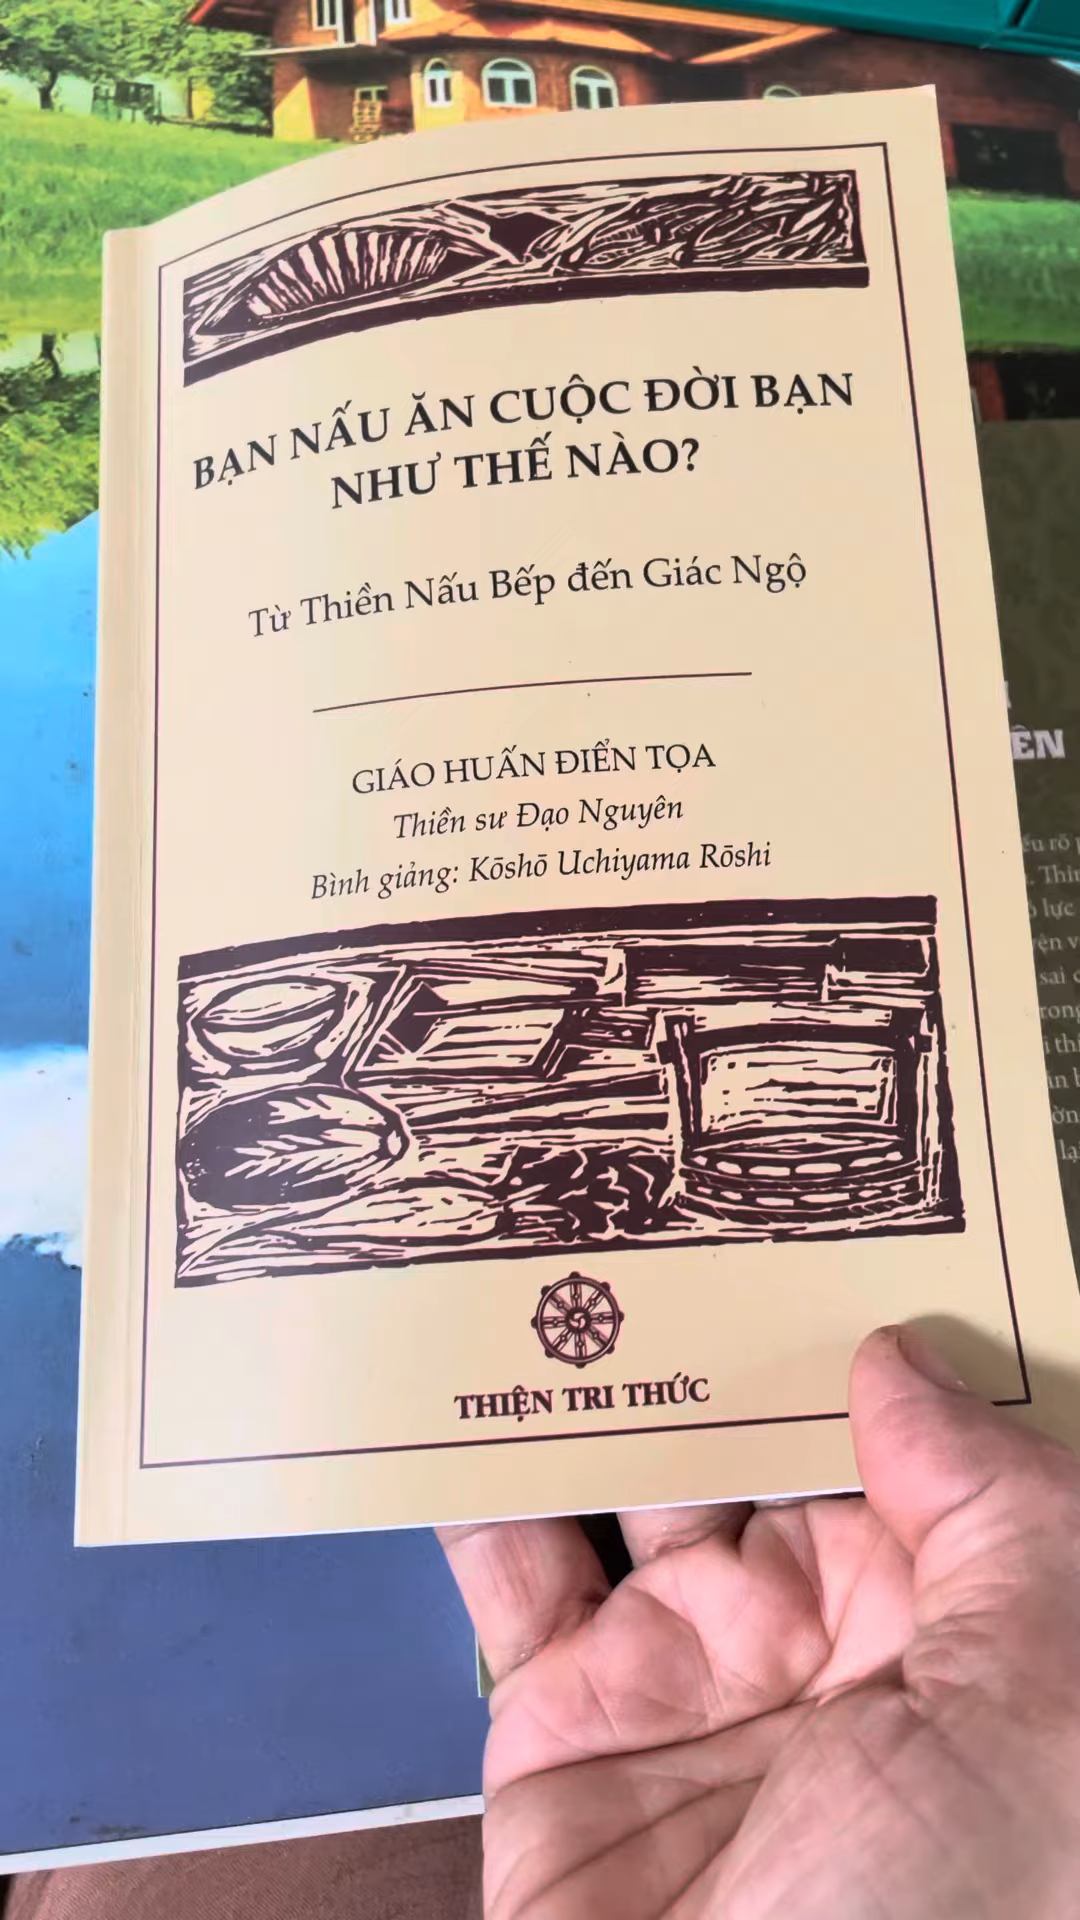 BẠN NẤU ĂN CUỘC ĐỜI BẠN
NHƯ THẾ NÀO?
Từ Thiền Nấu Bếp đến Giác Ngộ
GIÁO HUẤN ĐIỂN TỌA
Thiền sư Đạo Nguyên
Bình giảng: Kōshō Uchiyama Rōshi
THIỆN TRI THỨC